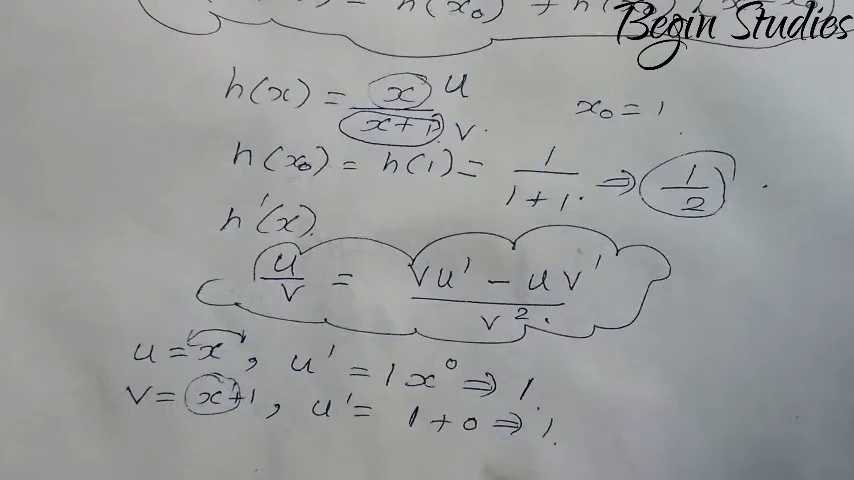 = h(x₀) + h(
Begin Studies
h(x) = x/(x+1) u v.
x₀ = 1.
h(x₀) = h(1) = 1/(1+1.) ⇒ 1/2 .
h'(x).
u/v = (vu' - uv')/v².
u = x, u' = 1x⁰ ⇒ 1.
v = x+1, u' = 1+0 ⇒ 1.